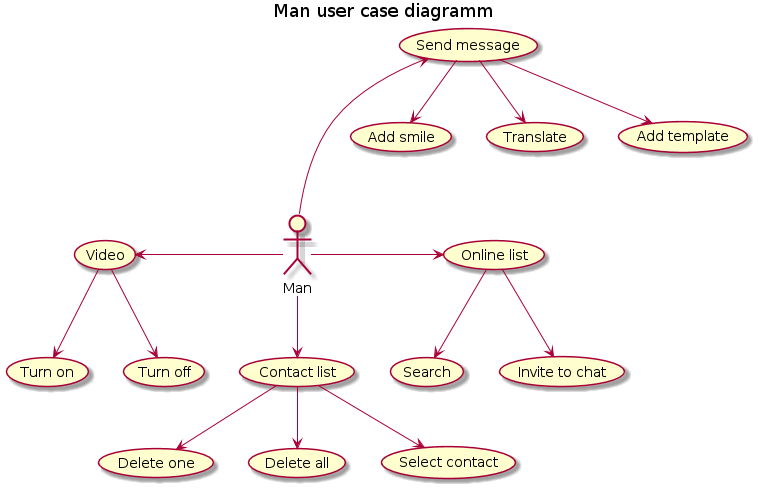 Man user case diagramm
Send message
Add smile
Translate
Add template
Video
Man
Online list
Turn on
Turn off
Contact list
Search
Invite to chat
Delete one
Delete all
Select contact